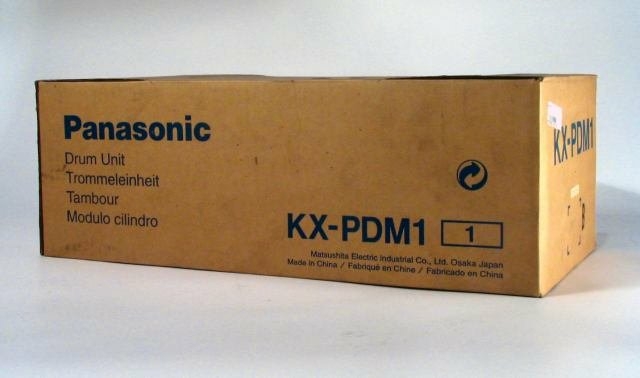 Panasonic
Drum Unit
Trommeleinheit
Tambour
Modulo cilindro
KX-PDM1 1
Matsushita Electric Industrial Co., Ltd. Osaka Japan
Made in China / Fabriqué en Chine / Fabricado en China
KX-PDM1